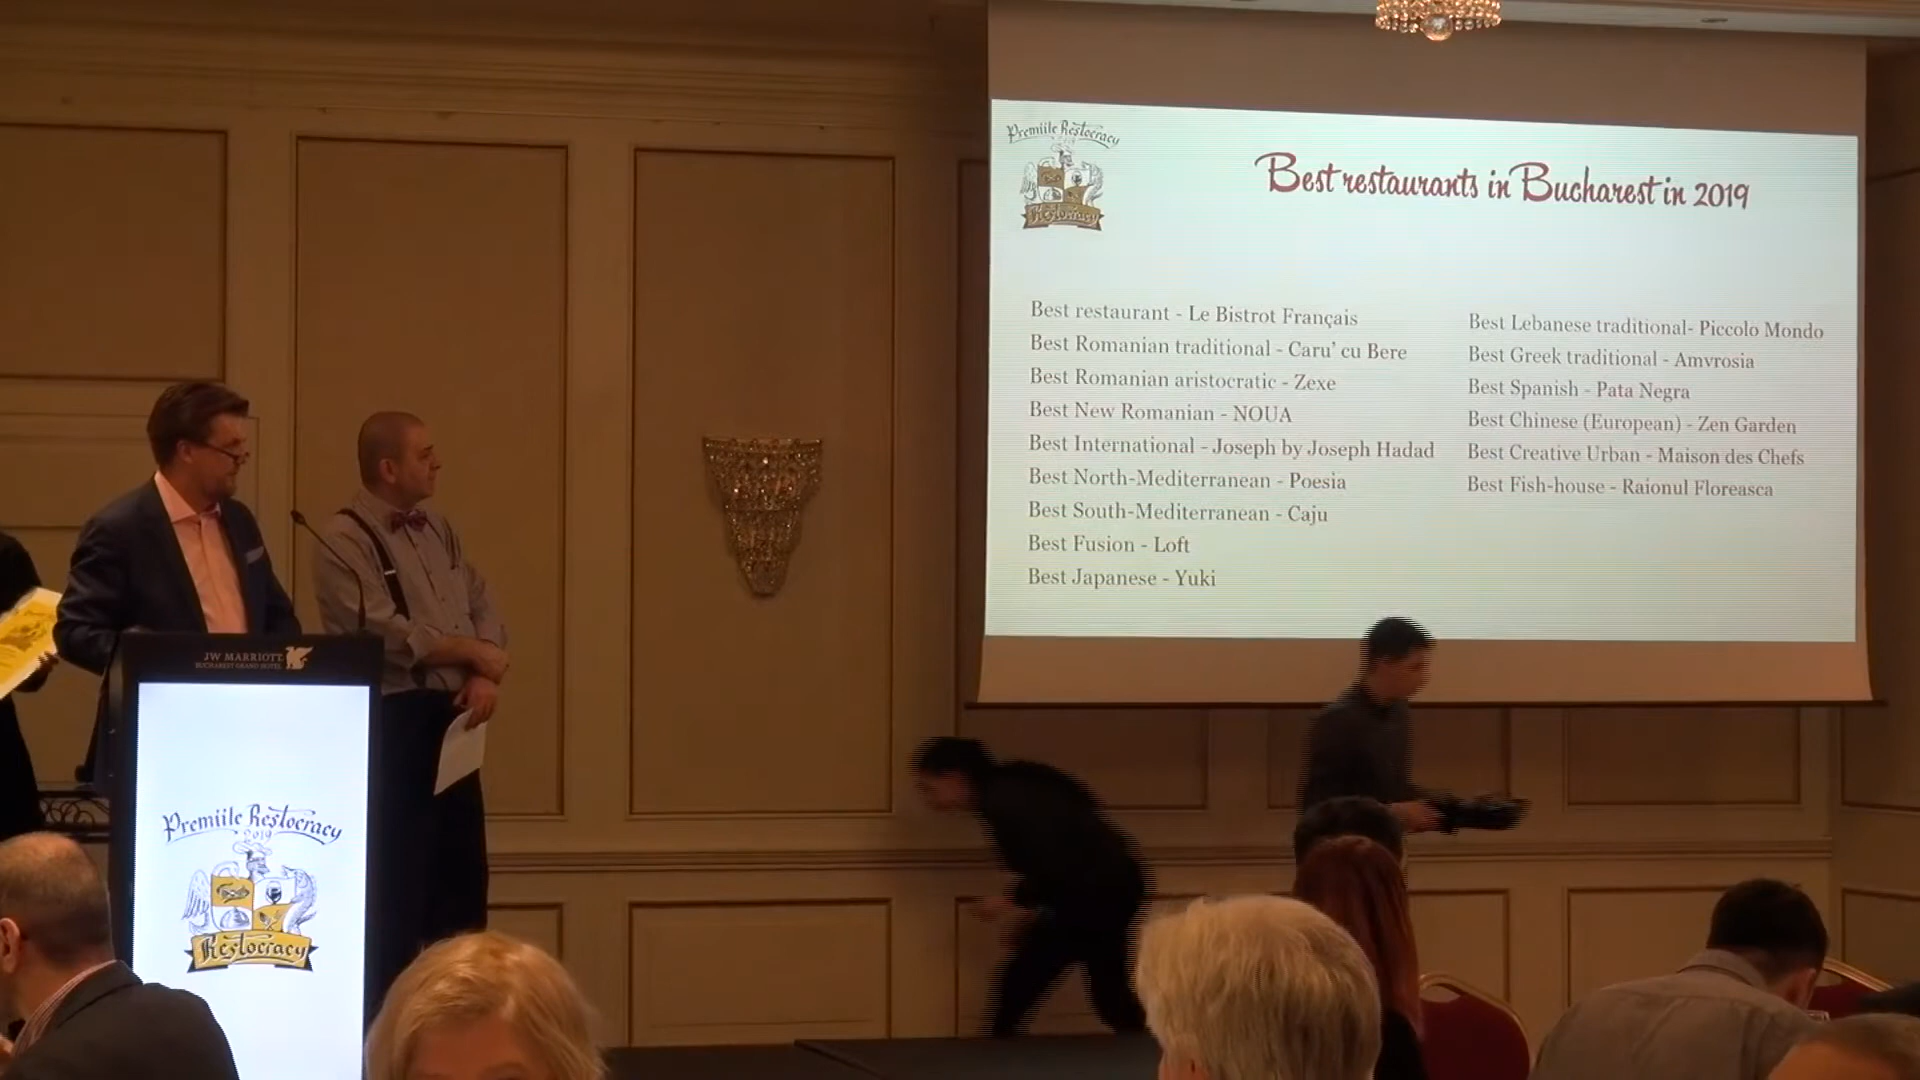 Premiile Restocracy
Restocracy
Best restaurants in Bucharest in 2019
Best restaurant - Le Bistrot Français
Best Romanian traditional - Caru' cu Bere
Best Romanian aristocratic - Zexe
Best New Romanian - NOUA
Best International - Joseph by Joseph Hadad
Best North-Mediterranean - Poesia
Best South-Mediterranean - Caju
Best Fusion - Loft
Best Japanese - Yuki
Best Lebanese traditional- Piccolo Mondo
Best Greek traditional - Amvrosia
Best Spanish - Pata Negra
Best Chinese (European) - Zen Garden
Best Creative Urban - Maison des Chefs
Best Fish-house - Raionul Floreasca
JW MARRIOTT
BUCHAREST GRAND HOTEL
Premiile Restocracy
2019
Restocracy